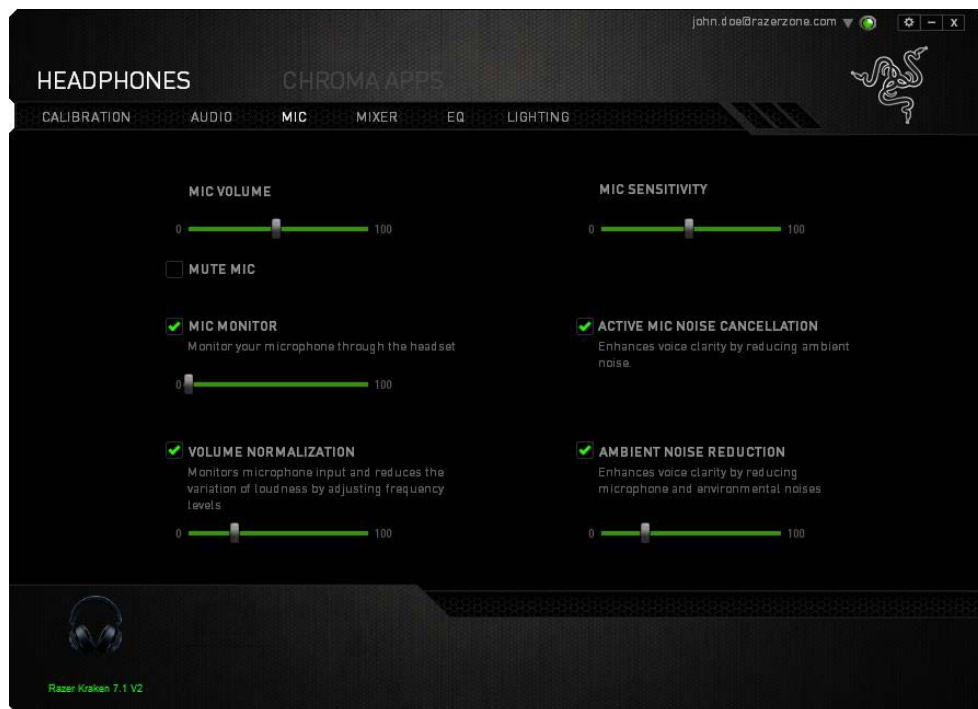 john.doe@razerzone.com
HEADPHONES CHROMA APPS
CALIBRATION AUDIO MIC MIXER EQ LIGHTING
MIC VOLUME
0 100
MUTE MIC
MIC MONITOR
Monitor your microphone through the headset
0 100
VOLUME NORMALIZATION
Monitors microphone input and reduces the
variation of loudness by adjusting frequency
levels
0 100
MIC SENSITIVITY
0 100
ACTIVE MIC NOISE CANCELLATION
Enhances voice clarity by reducing ambient
noise.
AMBIENT NOISE REDUCTION
Enhances voice clarity by reducing
microphone and environmental noises
0 100
Razer Kraken 7.1 V2